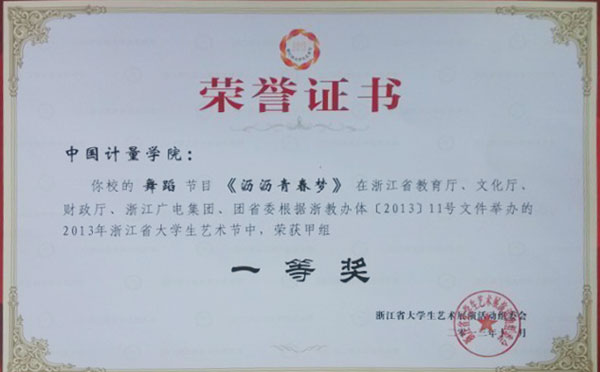 荣誉证书
中国计量学院：
你校的 舞蹈 节目 《沥沥青春梦》 在浙江省教育厅、文化厅、
财政厅、浙江广电集团、团省委根据浙教办体〔2013〕11号文件举办的
2013年浙江省大学生艺术节中，荣获甲组
一等奖
浙江省大学生艺术展演活动组委会